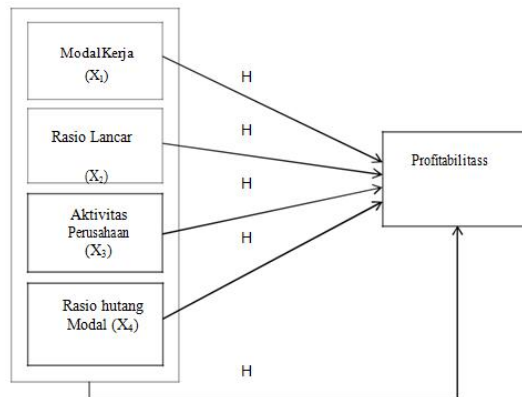 ModalKerja
(X₁)
H
H
Rasio Lancar
(X₂)
Profitabilitass
H
Aktivitas
Perusahaan
(X₃)
H
Rasio hutang
Modal (X₄)
H